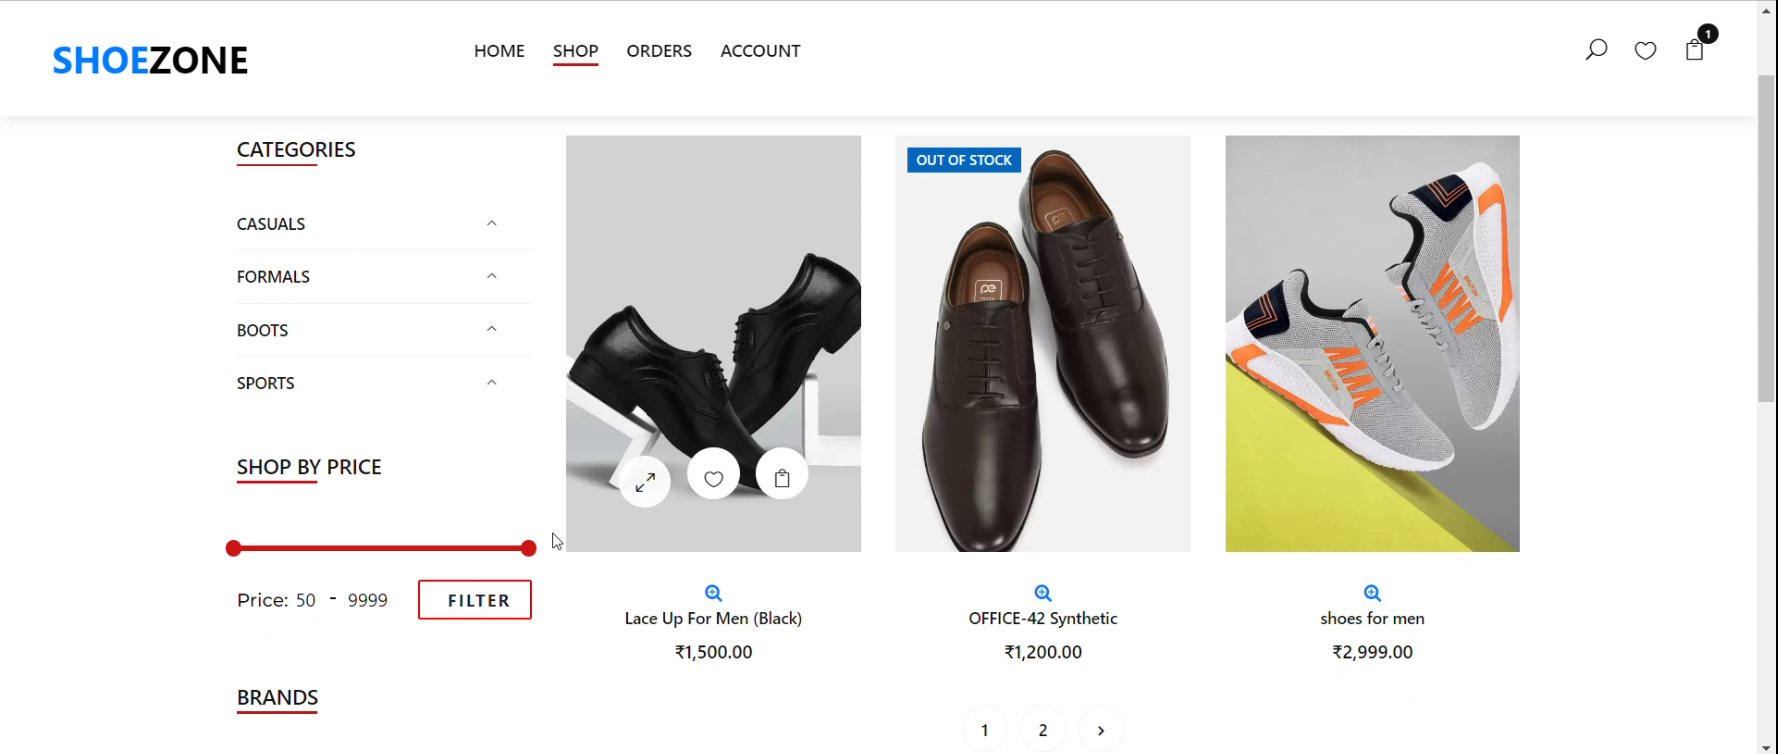 SHOEZONE
HOME SHOP ORDERS ACCOUNT
1
CATEGORIES
CASUALS
FORMALS
BOOTS
SPORTS
SHOP BY PRICE
Price: 50 - 9999
FILTER
BRANDS
OUT OF STOCK
pe
Lace Up For Men (Black)
₹1,500.00
OFFICE-42 Synthetic
₹1,200.00
shoes for men
₹2,999.00
1 2 >